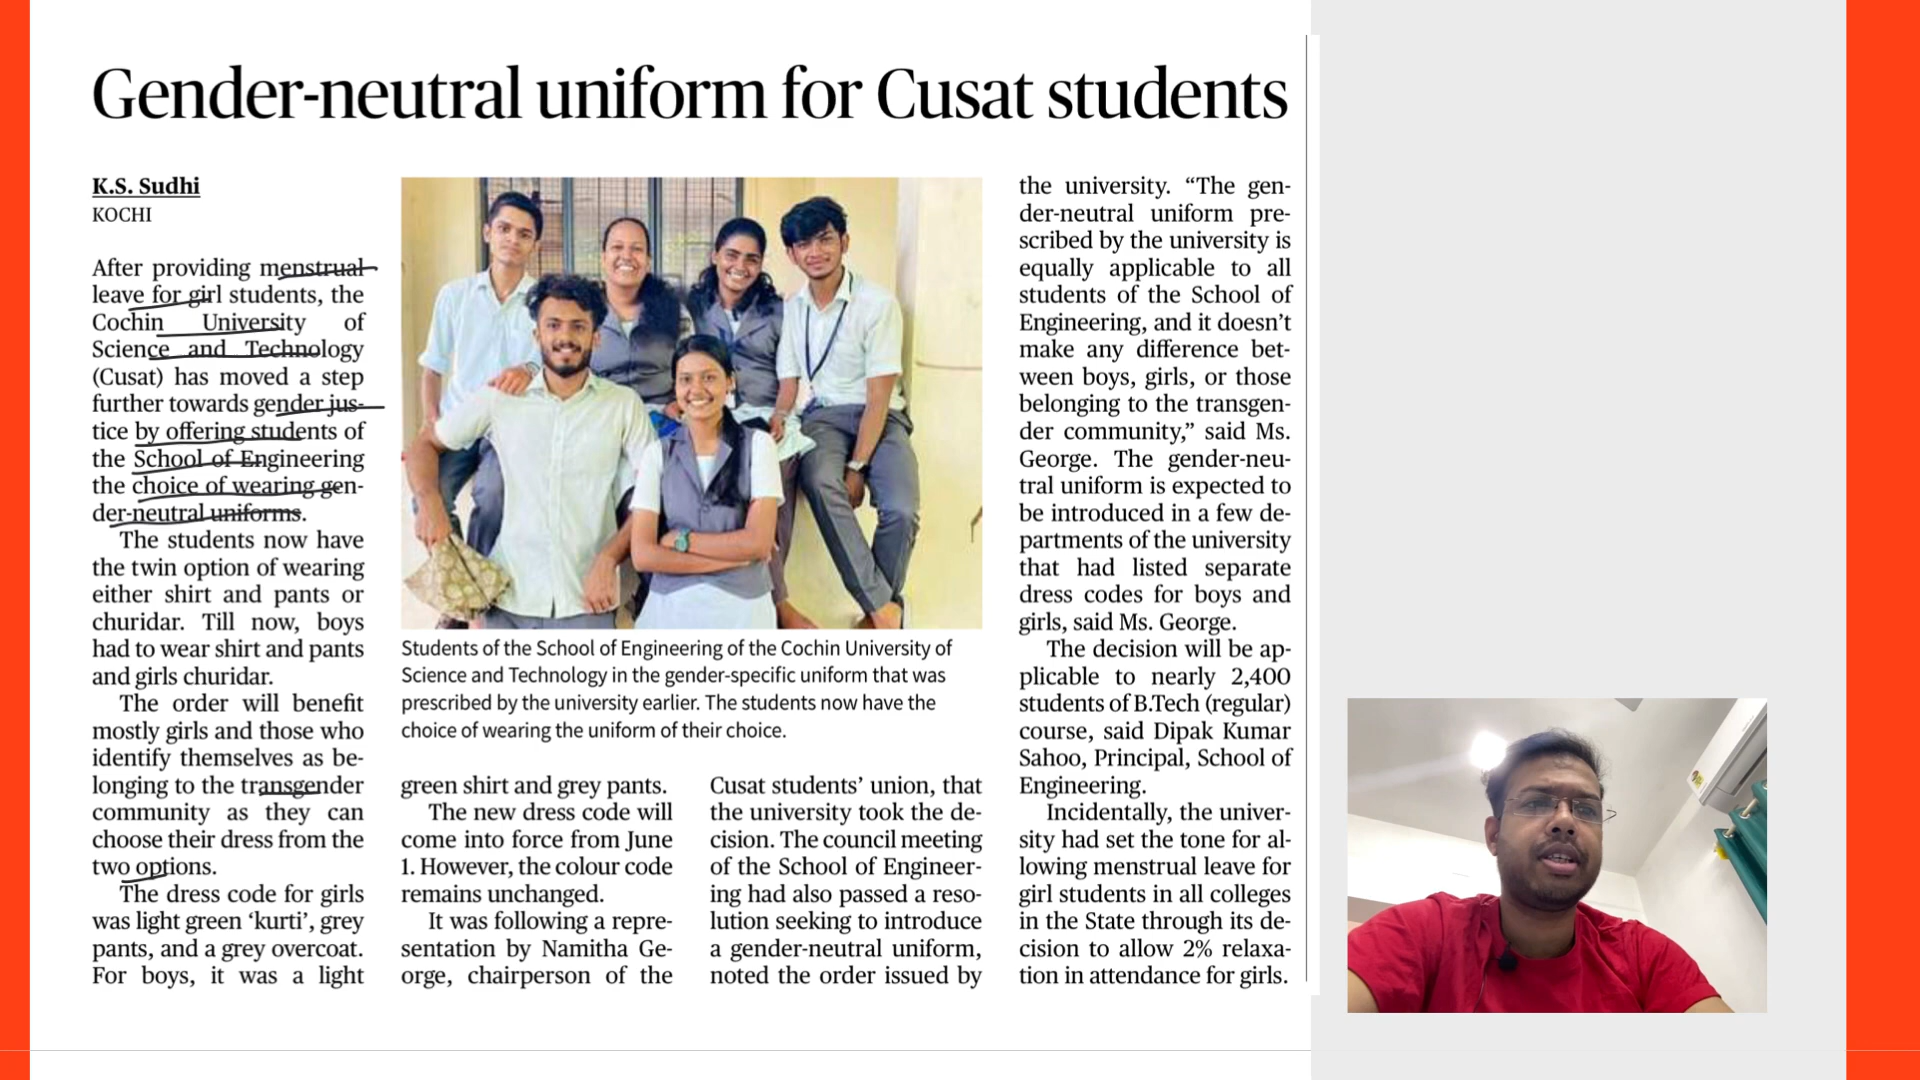 Gender-neutral uniform for Cusat students
K.S. Sudhi
KOCHI
After providing menstrual
leave for girl students, the
Cochin University of
Science and Technology
(Cusat) has moved a step
further towards gender jus-
tice by offering students of
the School of Engineering
the choice of wearing gen-
der-neutral uniforms.
The students now have
the twin option of wearing
either shirt and pants or
churidar. Till now, boys
had to wear shirt and pants
and girls churidar.
The order will benefit
mostly girls and those who
identify themselves as be-
longing to the transgender
community as they can
choose their dress from the
two options.
The dress code for girls
was light green ‘kurti’, grey
pants, and a grey overcoat.
For boys, it was a light
Students of the School of Engineering of the Cochin University of
Science and Technology in the gender-specific uniform that was
prescribed by the university earlier. The students now have the
choice of wearing the uniform of their choice.
green shirt and grey pants.
The new dress code will
come into force from June
1. However, the colour code
remains unchanged.
It was following a repre-
sentation by Namitha Ge-
orge, chairperson of the
Cusat students’ union, that
the university took the de-
cision. The council meeting
of the School of Engineer-
ing had also passed a reso-
lution seeking to introduce
a gender-neutral uniform,
noted the order issued by
the university. “The gen-
der-neutral uniform pre-
scribed by the university is
equally applicable to all
students of the School of
Engineering, and it doesn’t
make any difference bet-
ween boys, girls, or those
belonging to the transgen-
der community,” said Ms.
George. The gender-neu-
tral uniform is expected to
be introduced in a few de-
partments of the university
that had listed separate
dress codes for boys and
girls, said Ms. George.
The decision will be ap-
plicable to nearly 2,400
students of B.Tech (regular)
course, said Dipak Kumar
Sahoo, Principal, School of
Engineering.
Incidentally, the univer-
sity had set the tone for al-
lowing menstrual leave for
girl students in all colleges
in the State through its de-
cision to allow 2% relaxa-
tion in attendance for girls.